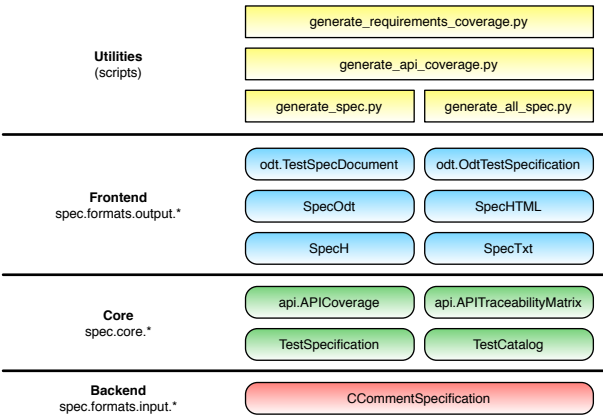 generate_requirements_coverage.py
Utilities
(scripts)
generate_api_coverage.py
generate_spec.py
generate_all_spec.py
odt.TestSpecDocument
odt.OdtTestSpecification
Frontend
spec.formats.output.*
SpecOdt
SpecHTML
SpecH
SpecTxt
Core
spec.core.*
api.APICoverage
api.APITraceabilityMatrix
TestSpecification
TestCatalog
Backend
spec.formats.input.*
CCommentSpecification